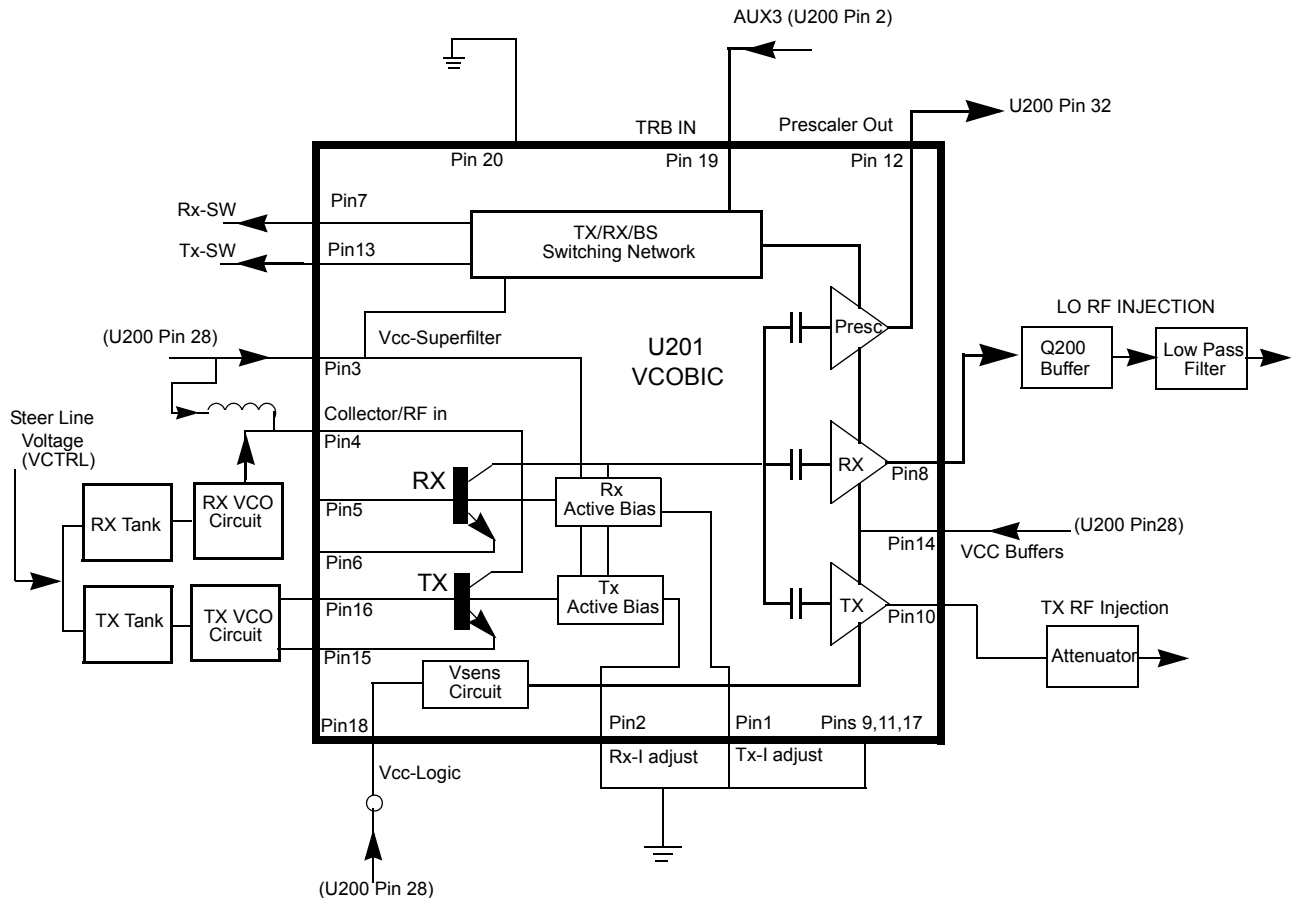 AUX3 (U200 Pin 2)
U200 Pin 32
TRB IN
Prescaler Out
Pin 20
Pin 19
Pin 12
Rx-SW
Pin7
Tx-SW
Pin13
TX/RX/BS
Switching Network
(U200 Pin 28)
Vcc-Superfilter
Pin3
Presc
U201
VCOBIC
LO RF INJECTION
Q200
Buffer
Low Pass
Filter
Steer Line
Voltage
(VCTRL)
Collector/RF in
Pin4
RX
RX
Pin8
RX Tank
RX VCO
Circuit
Pin5
Rx
Active Bias
Pin6
Pin14
(U200 Pin28)
VCC Buffers
TX
Tx
Active Bias
TX
Pin10
TX Tank
TX VCO
Circuit
Pin16
Pin15
TX RF Injection
Attenuator
Vsens
Circuit
Pin18
Pin2
Pin1
Pins 9,11,17
Rx-I adjust
Tx-I adjust
Vcc-Logic
(U200 Pin 28)